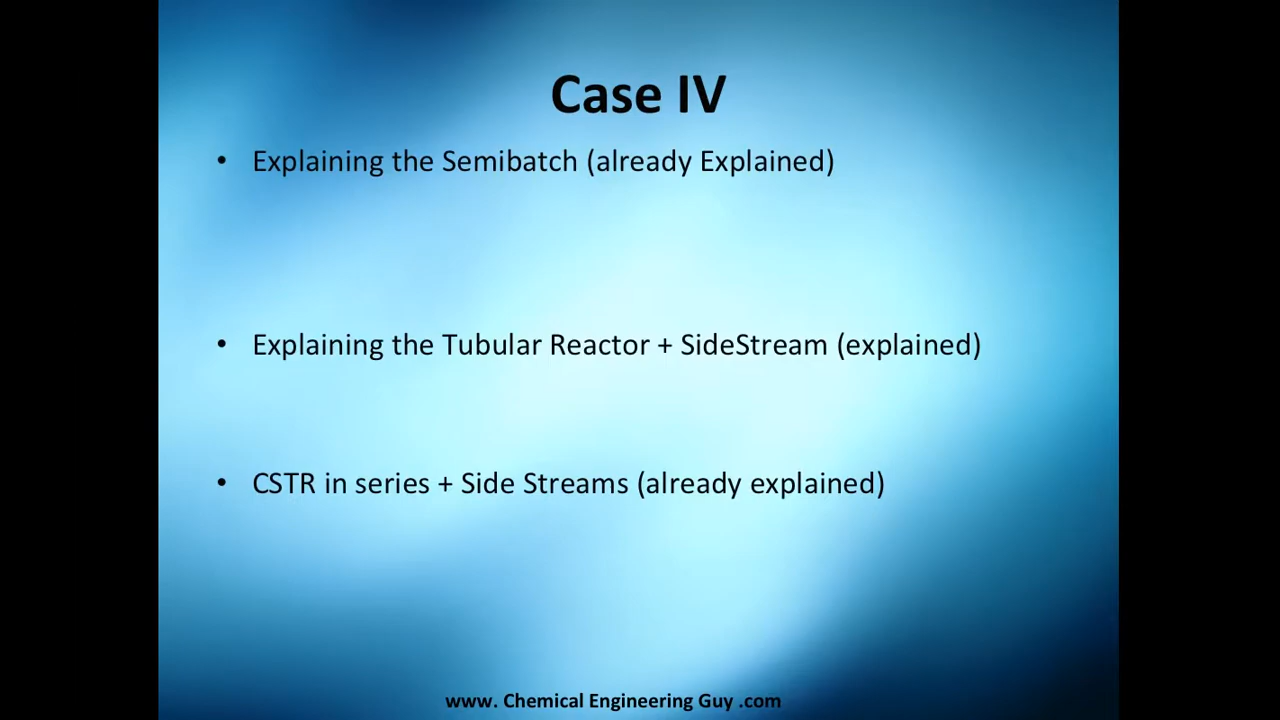 Case IV
• Explaining the Semibatch (already Explained)
• Explaining the Tubular Reactor + SideStream (explained)
• CSTR in series + Side Streams (already explained)
www. Chemical Engineering Guy .com